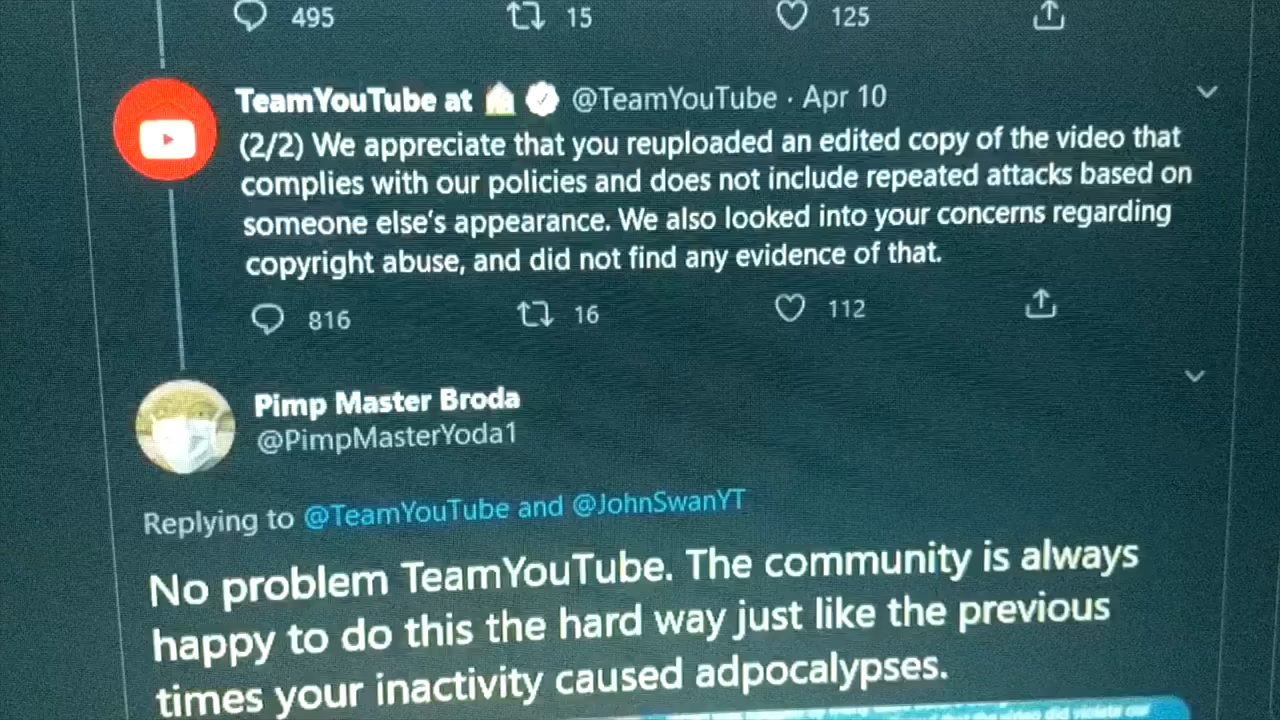 495 15 125
TeamYouTube at @TeamYouTube · Apr 10
(2/2) We appreciate that you reuploaded an edited copy of the video that
complies with our policies and does not include repeated attacks based on
someone else's appearance. We also looked into your concerns regarding
copyright abuse, and did not find any evidence of that.
816 16 112
Pimp Master Broda
@PimpMasterYoda1
Replying to @TeamYouTube and @JohnSwanYT
No problem TeamYouTube. The community is always
happy to do this the hard way just like the previous
times your inactivity caused adpocalypses.